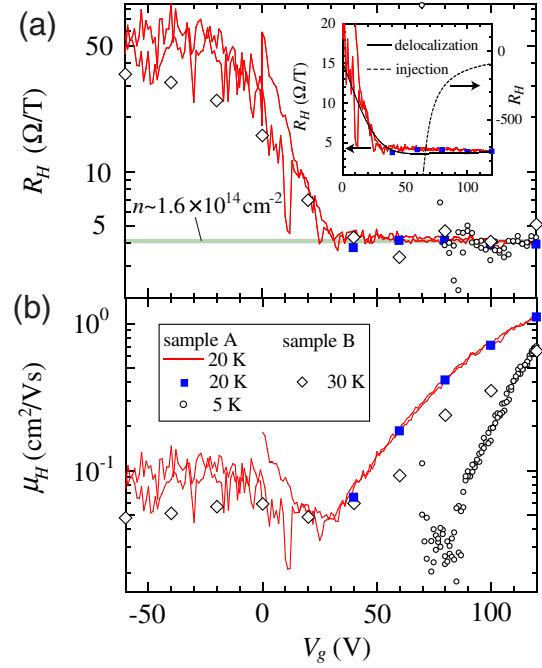 (a)
50
10
5
R_H (Ω/T)
n~1.6×10^14 cm^-2
20
15
10
5
0
R_H (Ω/T)
delocalization
injection
0
-500
R_H
0
50
100
(b)
10^0
10^-1
μ_H (cm^2/Vs)
sample A
20 K
20 K
5 K
sample B
30 K
-50
0
50
100
V_g (V)